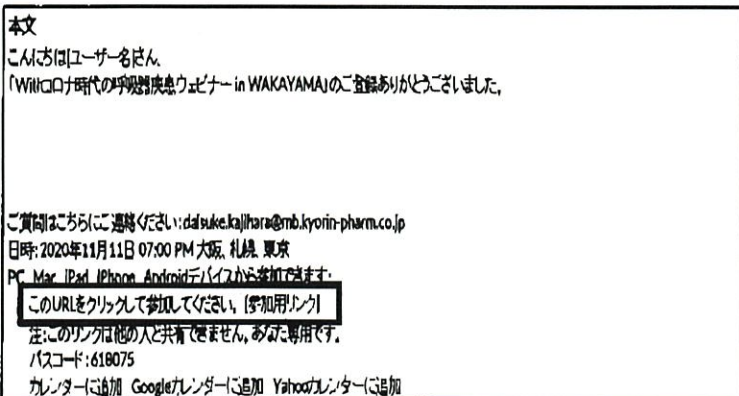 本文
こんにちは[ユーザー名]さん、
「Withコロナ時代の呼吸器疾患ウェビナー in WAKAYAMA」のご登録ありがとうございました。
ご質問はこちらにご連絡ください:daisuke.kajihara@mb.kyorin-pharm.co.jp
日時:2020年11月11日 07:00 PM 大阪、札幌、東京
PC、Mac、iPad、iPhone、Androidデバイスから参加できます:
このURLをクリックして参加してください。[参加用リンク]
注:このリンクは他の人と共有できません。あなた専用です。
パスコード:618075
カレンダーに追加 Googleカレンダーに追加 Yahooカレンダーに追加